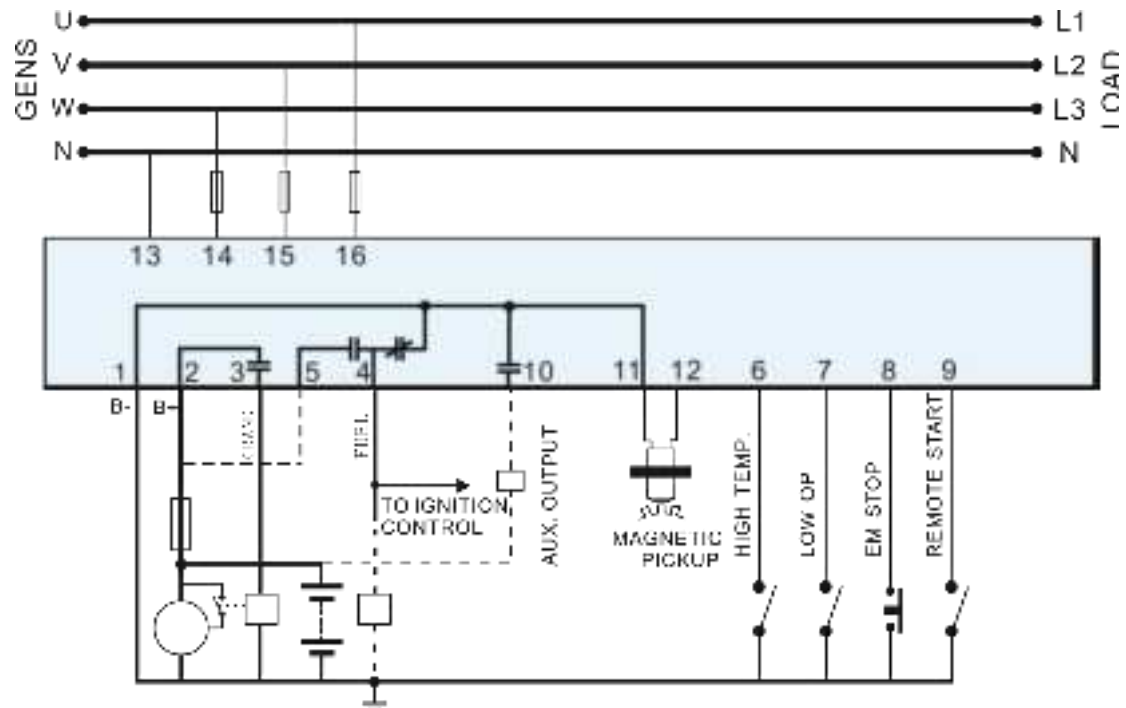 U L1
V L2
W L3
N N
GENS
LOAD
13 14 15 16
1 2 3 5 4 10 11 12 6 7 8 9
B- B+
FUEL
TO IGNITION
CONTROL
AUX. OUTPUT
MAGNETIC
PICKUP
HIGH TEMP.
LOW OP
EM STOP
REMOTE START